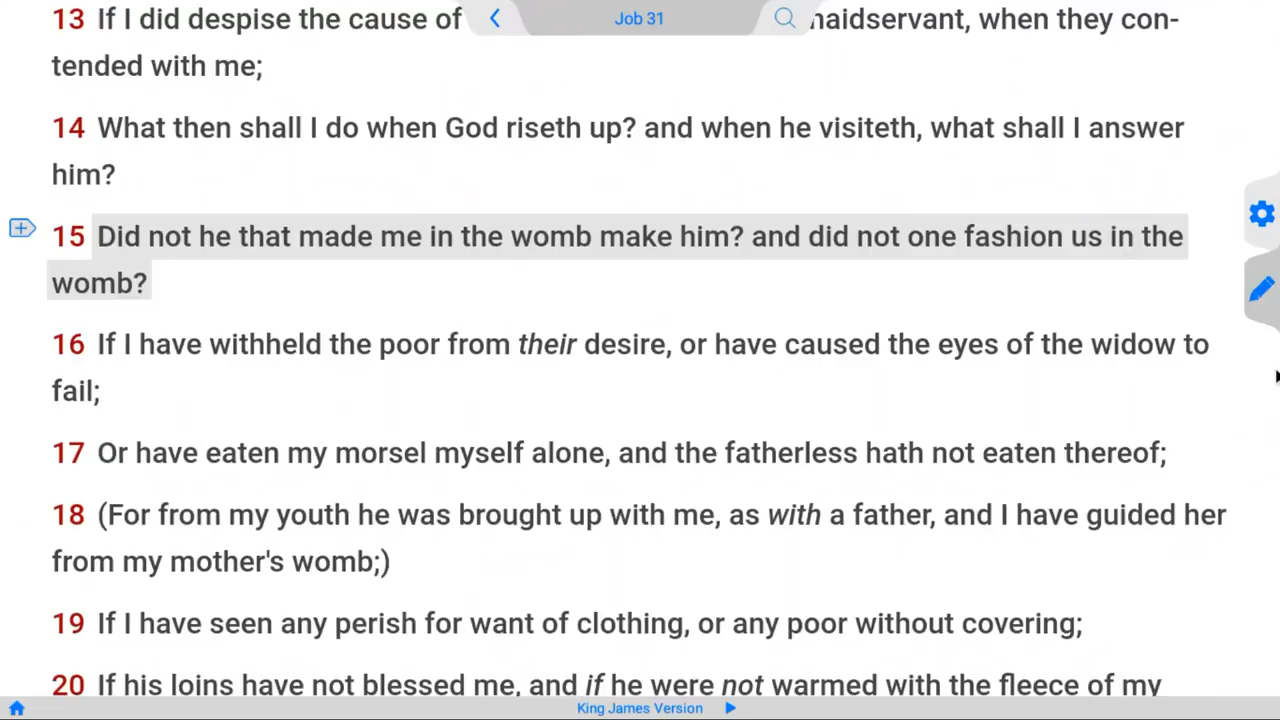 Job 31
13 If I did despise the cause of naidservant, when they con-
tended with me;
14 What then shall I do when God riseth up? and when he visiteth, what shall I answer
him?
15 Did not he that made me in the womb make him? and did not one fashion us in the
womb?
16 If I have withheld the poor from their desire, or have caused the eyes of the widow to
fail;
17 Or have eaten my morsel myself alone, and the fatherless hath not eaten thereof;
18 (For from my youth he was brought up with me, as with a father, and I have guided her
from my mother's womb;)
19 If I have seen any perish for want of clothing, or any poor without covering;
20 If his loins have not blessed me, and if he were not warmed with the fleece of my
King James Version